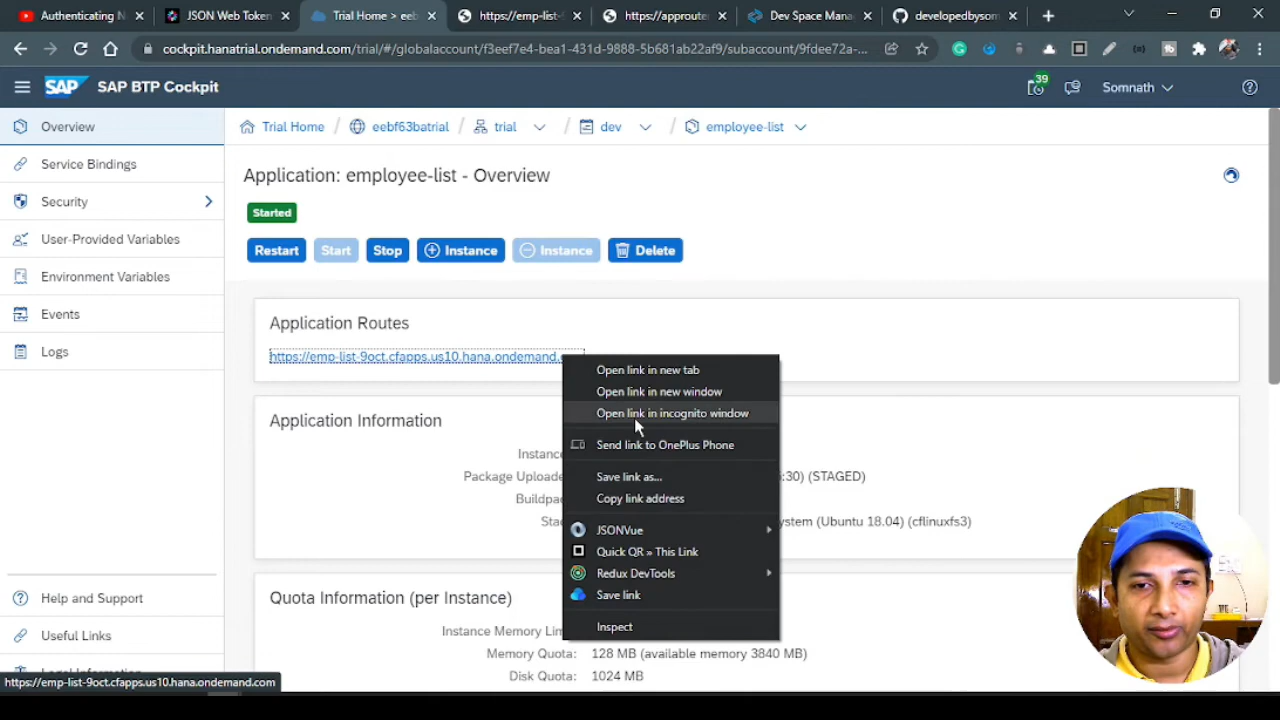 Authenticating N
JSON Web Token
Trial Home > eeb
https://emp-list-
https://approute
Dev Space Mana
developedbysom
cockpit.hanatrial.ondemand.com/trial/#/globalaccount/f3eef7e4-bea1-431d-9888-5b681ab22af9/subaccount/9fdee72a-...
SAP SAP BTP Cockpit
39
Somnath
Overview
Service Bindings
Security
User-Provided Variables
Environment Variables
Events
Logs
Help and Support
Useful Links
Trial Home / eebf63batrial / trial / dev / employee-list
Application: employee-list - Overview
Started
Restart
Start
Stop
Instance
Instance
Delete
Application Routes
https://emp-list-9oct.cfapps.us10.hana.ondemand.
Application Information
Instanc
Package Uploade :30) (STAGED)
Buildpac
Sta ystem (Ubuntu 18.04) (cflinuxfs3)
Quota Information (per Instance)
Instance Memory Lim
Memory Quota: 128 MB (available memory 3840 MB)
Disk Quota: 1024 MB
Open link in new tab
Open link in new window
Open link in incognito window
Send link to OnePlus Phone
Save link as...
Copy link address
JSONVue
Quick QR » This Link
Redux DevTools
Save link
Inspect
https://emp-list-9oct.cfapps.us10.hana.ondemand.com